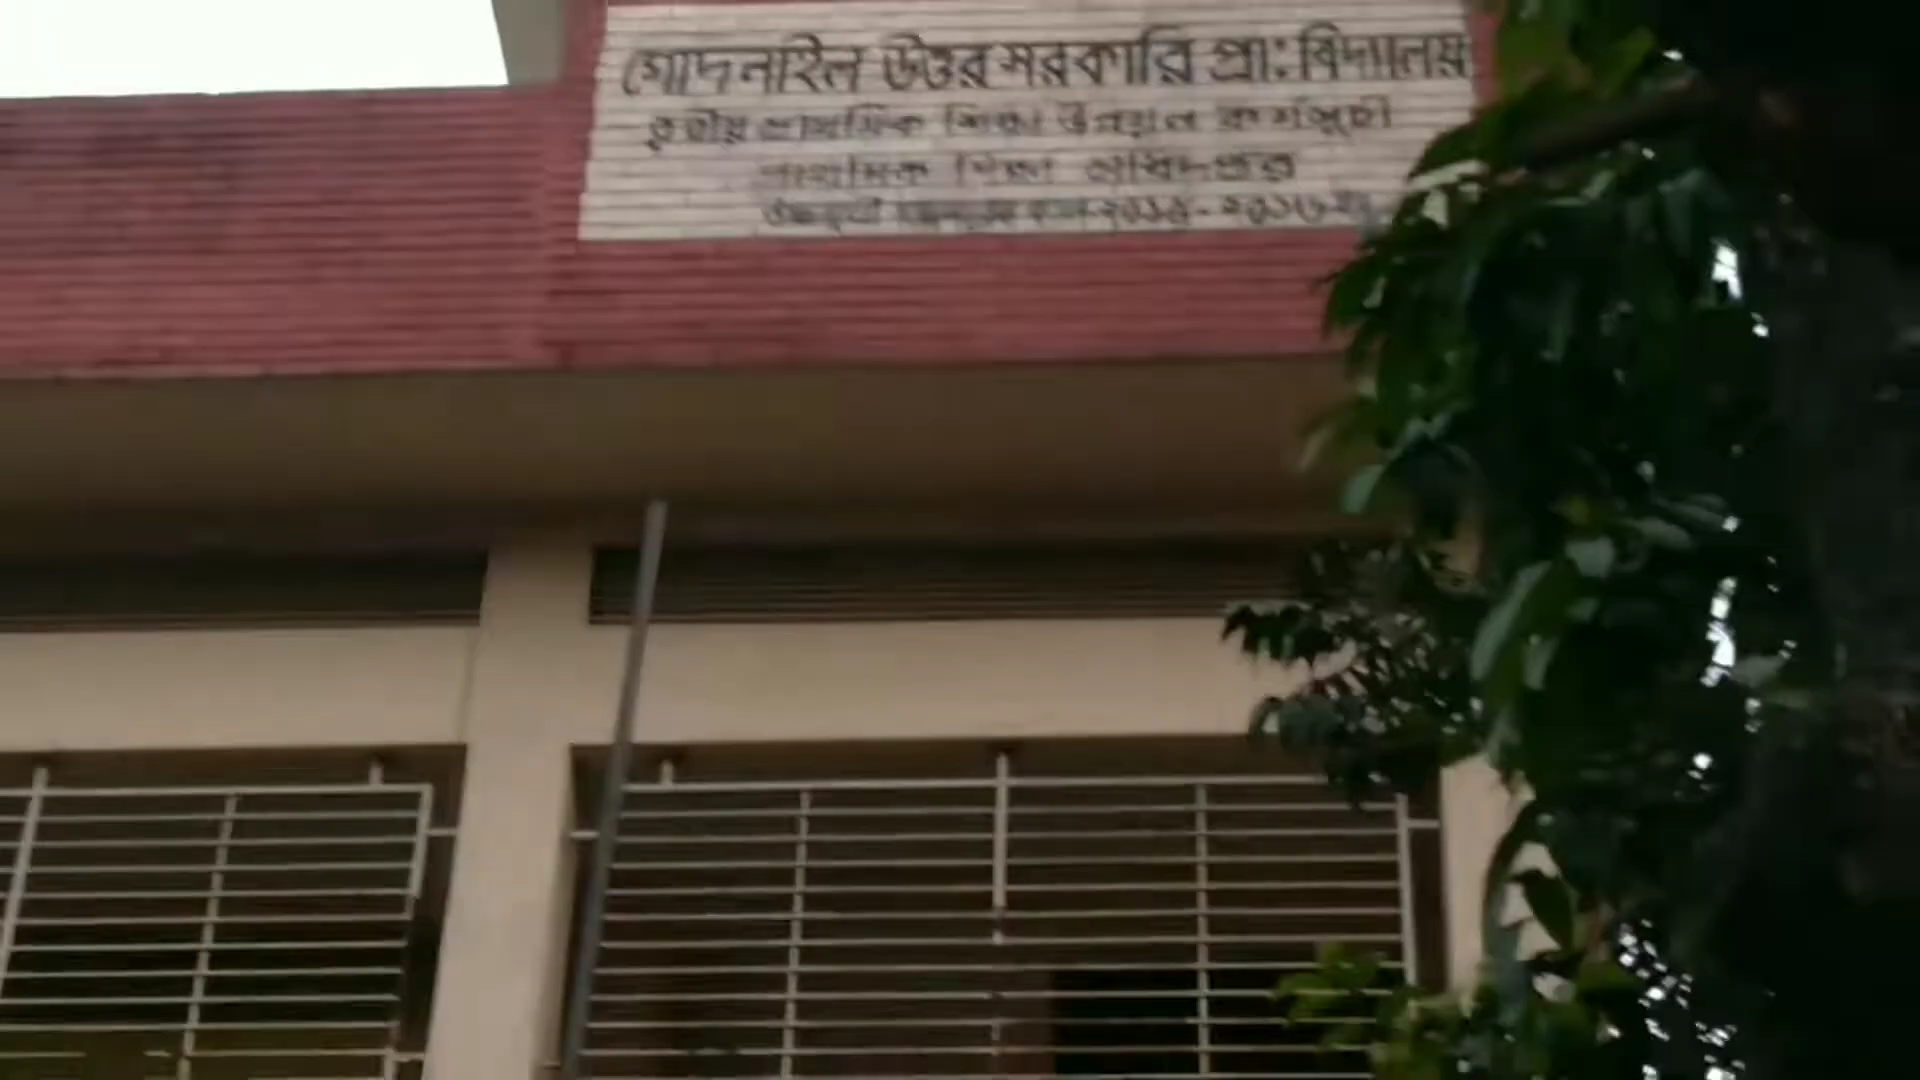 গোদনাইল উত্তর সরকারি প্রা: বিদ্যালয়
তৃতীয় প্রাথমিক শিক্ষা উন্নয়ন কর্মসূচী
প্রাথমিক শিক্ষা অধিদপ্তর